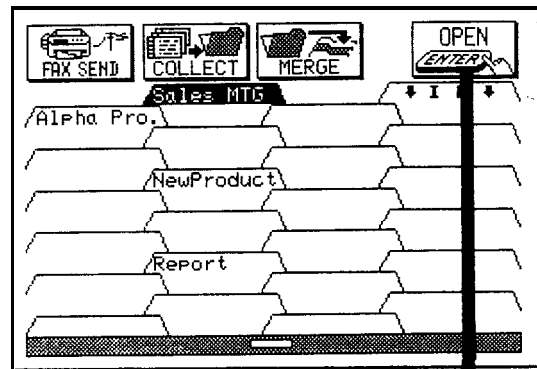 OPEN
ENTER
FAX SEND
COLLECT
MERGE
Sales MTG
Alpha Pro.
NewProduct
Report